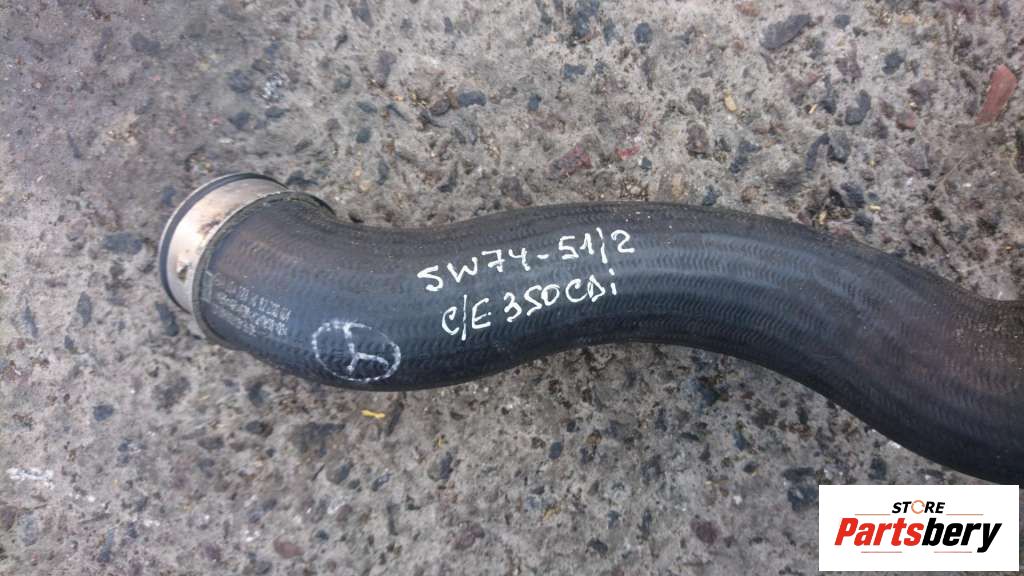 SW74-51/2
C/E 350CDi
STORE
Partsbery